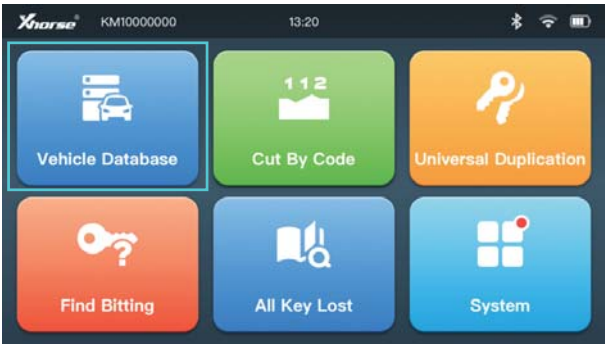 Xhorse® KM10000000 13:20
Vehicle Database
112
Cut By Code
Universal Duplication
Find Bitting
All Key Lost
System